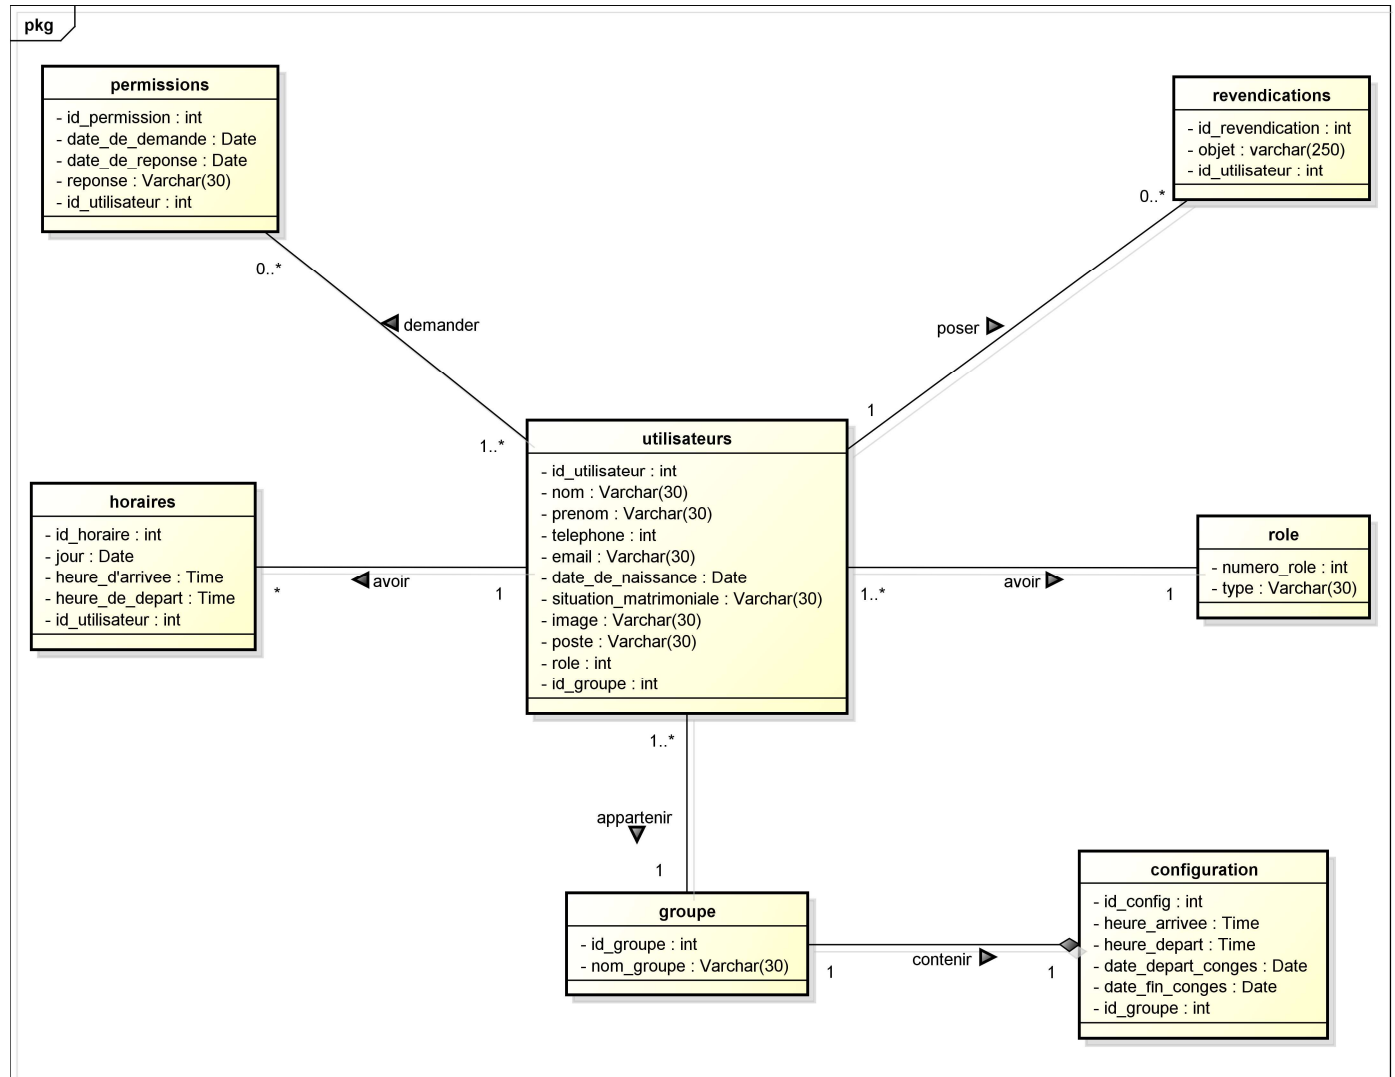 pkg
permissions
- id_permission : int
- date_de_demande : Date
- date_de_reponse : Date
- reponse : Varchar(30)
- id_utilisateur : int
revendications
- id_revendication : int
- objet : varchar(250)
- id_utilisateur : int
0..*
0..*
demander
poser
1
1..*
utilisateurs
- id_utilisateur : int
- nom : Varchar(30)
- prenom : Varchar(30)
- telephone : int
- email : Varchar(30)
- date_de_naissance : Date
- situation_matrimoniale : Varchar(30)
- image : Varchar(30)
- poste : Varchar(30)
- role : int
- id_groupe : int
horaires
- id_horaire : int
- jour : Date
- heure_d'arrivee : Time
- heure_de_depart : Time
- id_utilisateur : int
avoir
*
1
role
- numero_role : int
- type : Varchar(30)
avoir
1..*
1
1..*
appartenir
1
groupe
- id_groupe : int
- nom_groupe : Varchar(30)
contenir
1
1
configuration
- id_config : int
- heure_arrivee : Time
- heure_depart : Time
- date_depart_conges : Date
- date_fin_conges : Date
- id_groupe : int